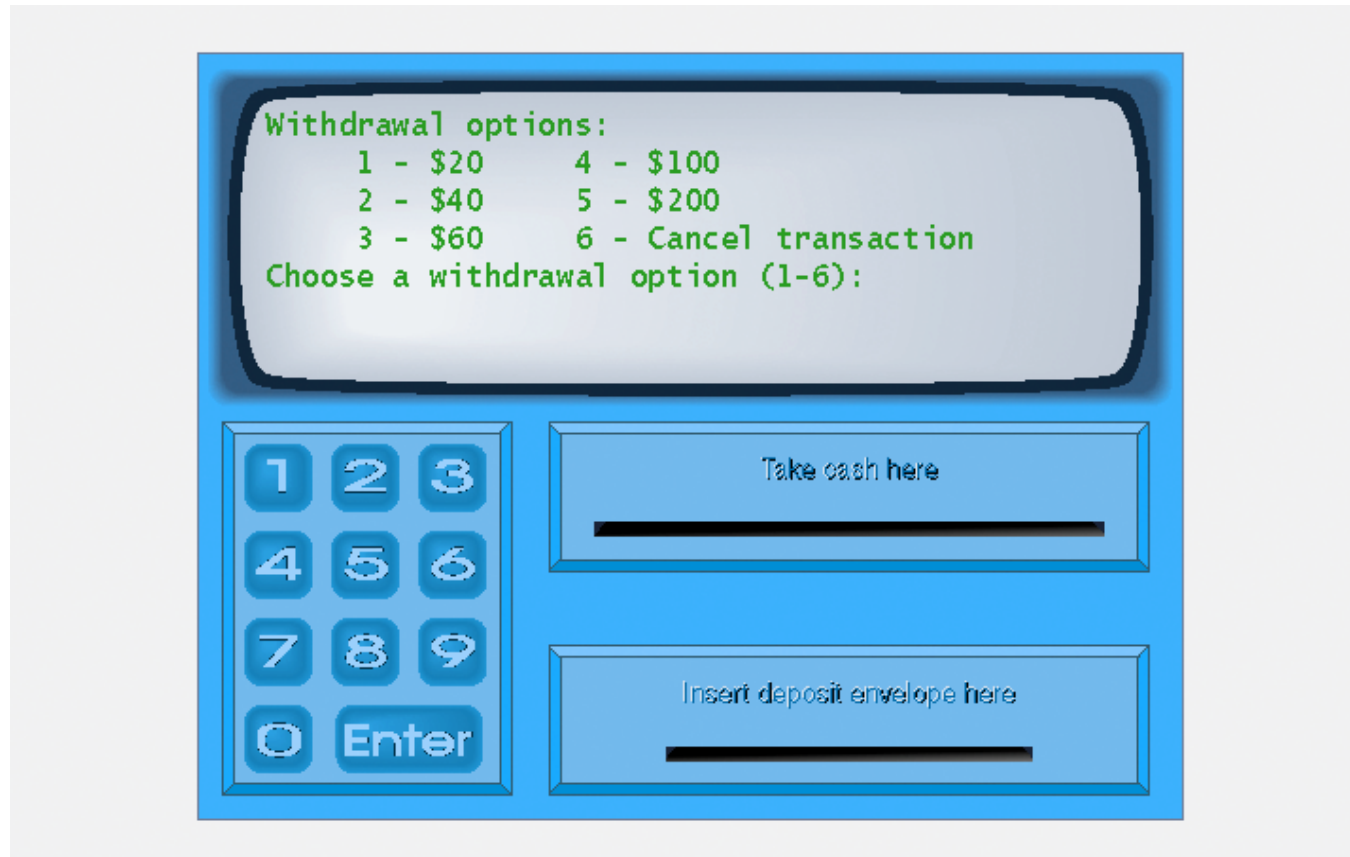 Withdrawal options:
1 - $20 4 - $100
2 - $40 5 - $200
3 - $60 6 - Cancel transaction
Choose a withdrawal option (1-6):
1 2 3
4 5 6
7 8 9
0 Enter
Take cash here
Insert deposit envelope here